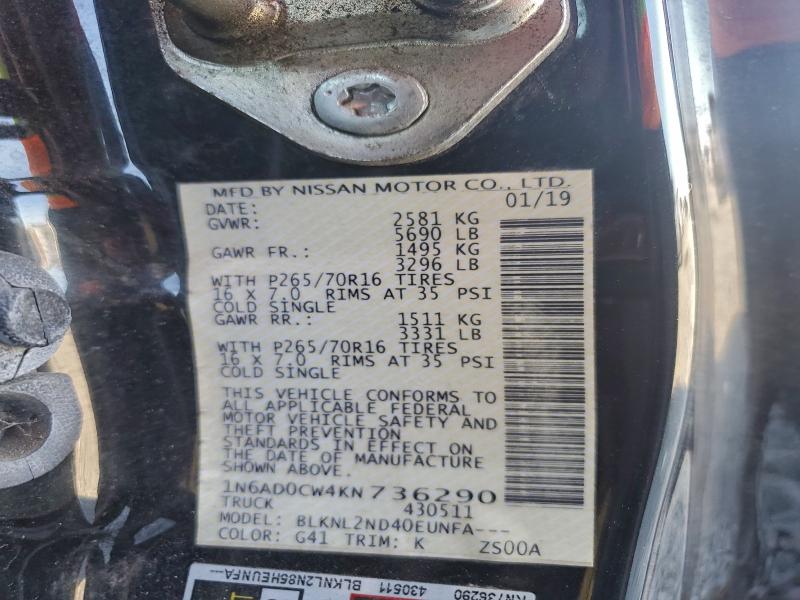 MFD BY NISSAN MOTOR CO., LTD.
DATE: 01/19
GVWR: 2581 KG
5690 LB
GAWR FR.: 1495 KG
3296 LB
WITH P265/70R16 TIRES
16 X 7.0 RIMS AT 35 PSI
COLD SINGLE
GAWR RR.: 1511 KG
3331 LB
WITH P265/70R16 TIRES
16 X 7.0 RIMS AT 35 PSI
COLD SINGLE
THIS VEHICLE CONFORMS TO
ALL APPLICABLE FEDERAL
MOTOR VEHICLE SAFETY AND
THEFT PREVENTION
STANDARDS IN EFFECT ON
THE DATE OF MANUFACTURE
SHOWN ABOVE.
1N6AD0CW4KN736290
TRUCK 430511
MODEL: BLKNL2ND40EUNFA---
COLOR: G41 TRIM: K ZS00A
KN736290
430511 BLKNL2N85HEUNFA---